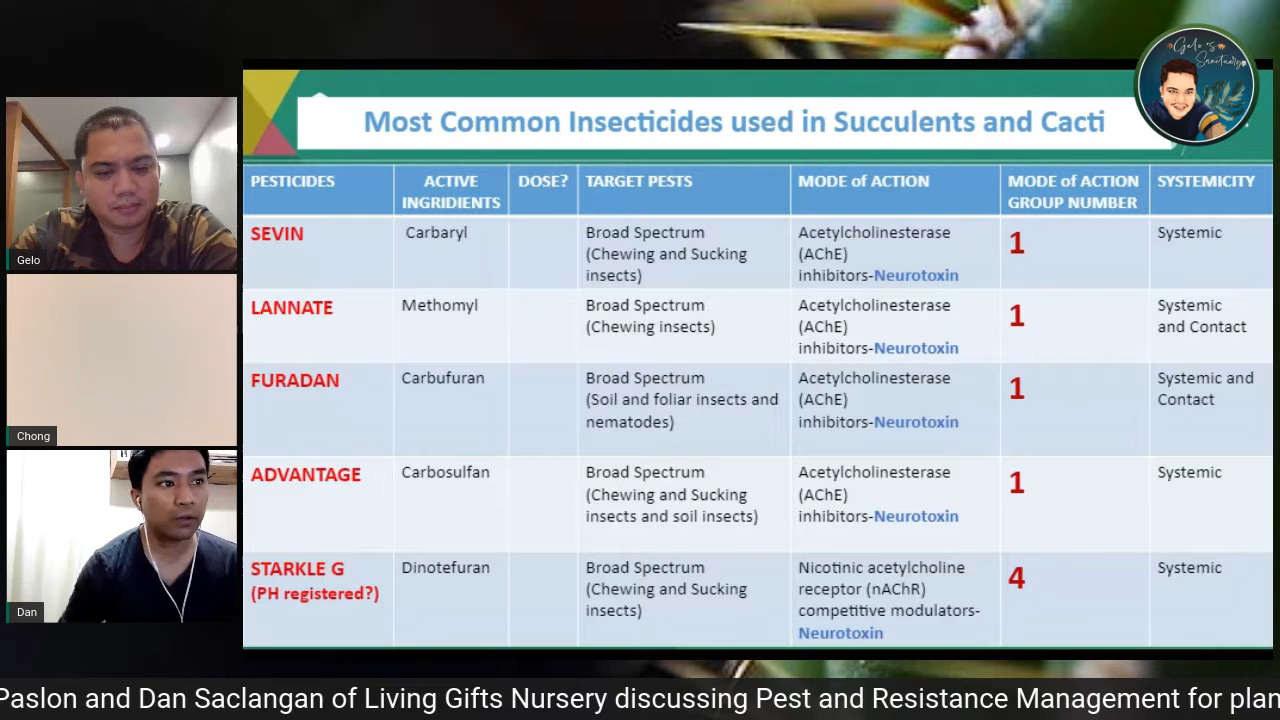 Gelo's
Sanctuary
Most Common Insecticides used in Succulents and Cacti
PESTICIDES
ACTIVE
INGRIDIENTS
DOSE?
TARGET PESTS
MODE of ACTION
MODE of ACTION
GROUP NUMBER
SYSTEMICITY
SEVIN
Carbaryl
Broad Spectrum
(Chewing and Sucking
insects)
Acetylcholinesterase
(AChE)
inhibitors-Neurotoxin
1
Systemic
LANNATE
Methomyl
Broad Spectrum
(Chewing insects)
Acetylcholinesterase
(AChE)
inhibitors-Neurotoxin
1
Systemic
and Contact
FURADAN
Carbufuran
Broad Spectrum
(Soil and foliar insects and
nematodes)
Acetylcholinesterase
(AChE)
inhibitors-Neurotoxin
1
Systemic and
Contact
ADVANTAGE
Carbosulfan
Broad Spectrum
(Chewing and Sucking
insects and soil insects)
Acetylcholinesterase
(AChE)
inhibitors-Neurotoxin
1
Systemic
STARKLE G
(PH registered?)
Dinotefuran
Broad Spectrum
(Chewing and Sucking
insects)
Nicotinic acetylcholine
receptor (nAChR)
competitive modulators-
Neurotoxin
4
Systemic
Gelo
Chong
Dan
Paslon and Dan Saclangan of Living Gifts Nursery discussing Pest and Resistance Management for plan